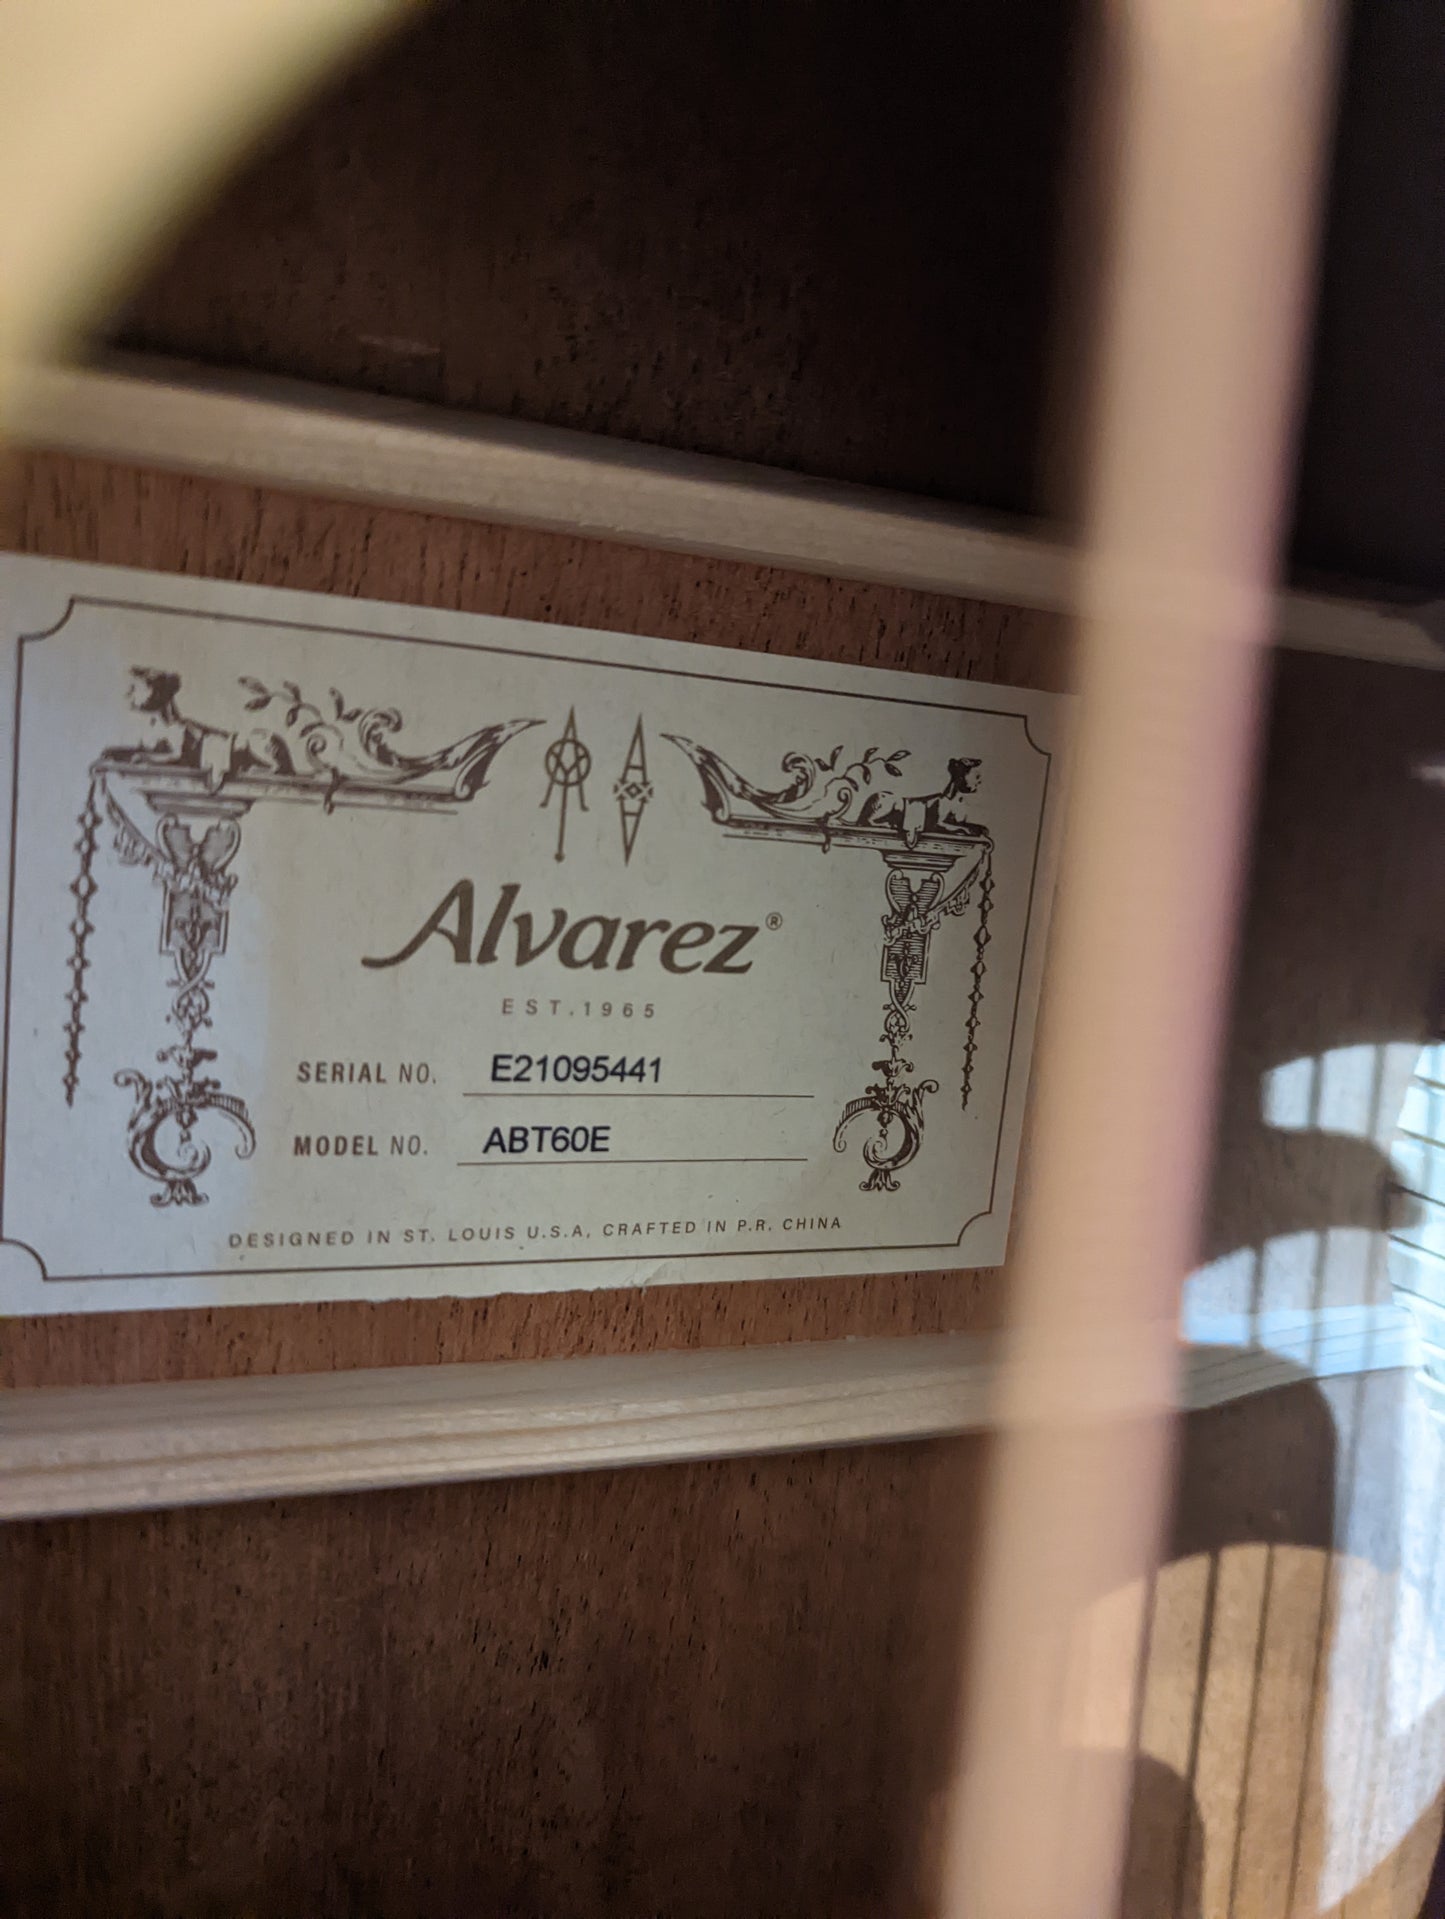 Alvarez®
EST.1965
SERIAL NO. E21095441
MODEL NO. ABT60E
DESIGNED IN ST. LOUIS U.S.A, CRAFTED IN P.R. CHINA